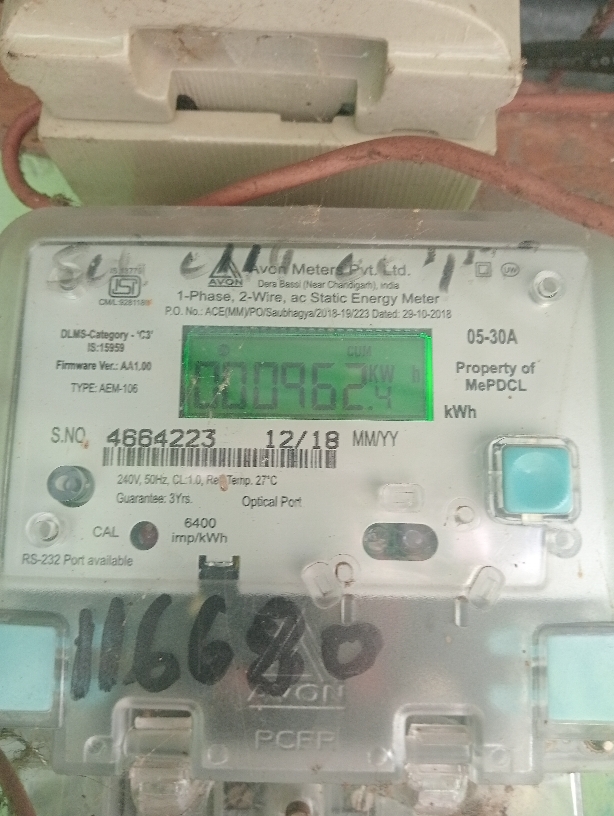 Avon Meters Pvt. Ltd.
AVON
Dera Bassi (Near Chandigarh), India
CM/L:9281180
1-Phase, 2-Wire, ac Static Energy Meter
P.O. No.: ACE(MM)/PO/Saubhagya/2018-19/223 Dated: 29-10-2018
DLMS-Category - 'C3'
IS:15959
Firmware Ver.: AA1.00
TYPE: AEM-106
CUM
000962.4 KW h
05-30A
Property of
MePDCL
kWh
S.NO. 4664223 12/18 MM/YY
240V, 50Hz, CL:1.0, Ref. Temp. 27°C
Guarantee: 3Yrs. Optical Port
CAL 6400
imp/kWh
RS-232 Port available
116680
AVON